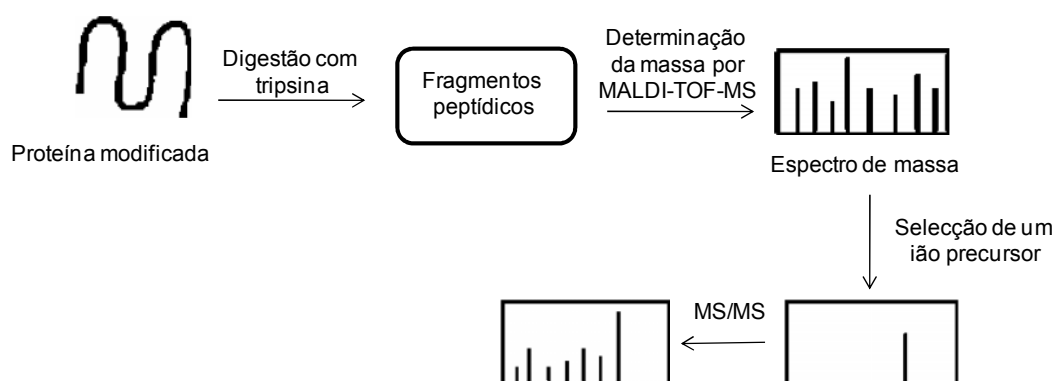 Digestão com
tripsina
Fragmentos
peptídicos
Determinação
da massa por
MALDI-TOF-MS
Proteína modificada
Espectro de massa
Selecção de um
ião precursor
MS/MS